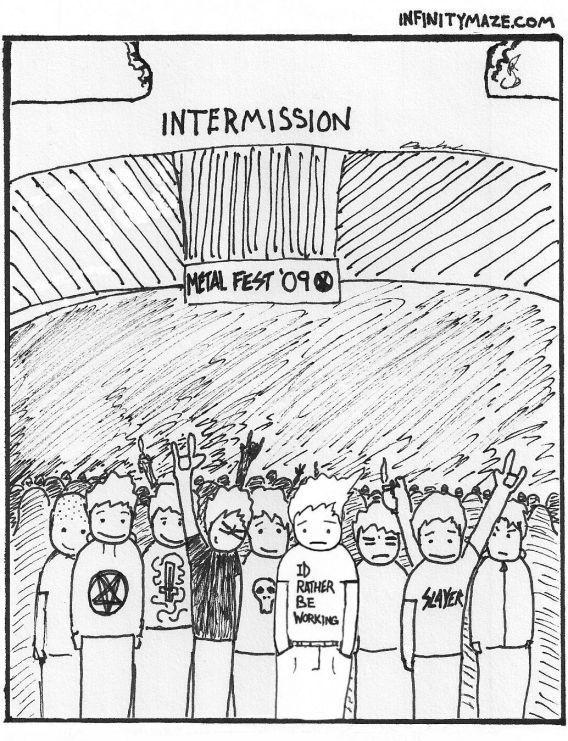 INFINITYMAZE.COM
INTERMISSION
METAL FEST '09
ID
RATHER
BE
WORKING
SLAYER